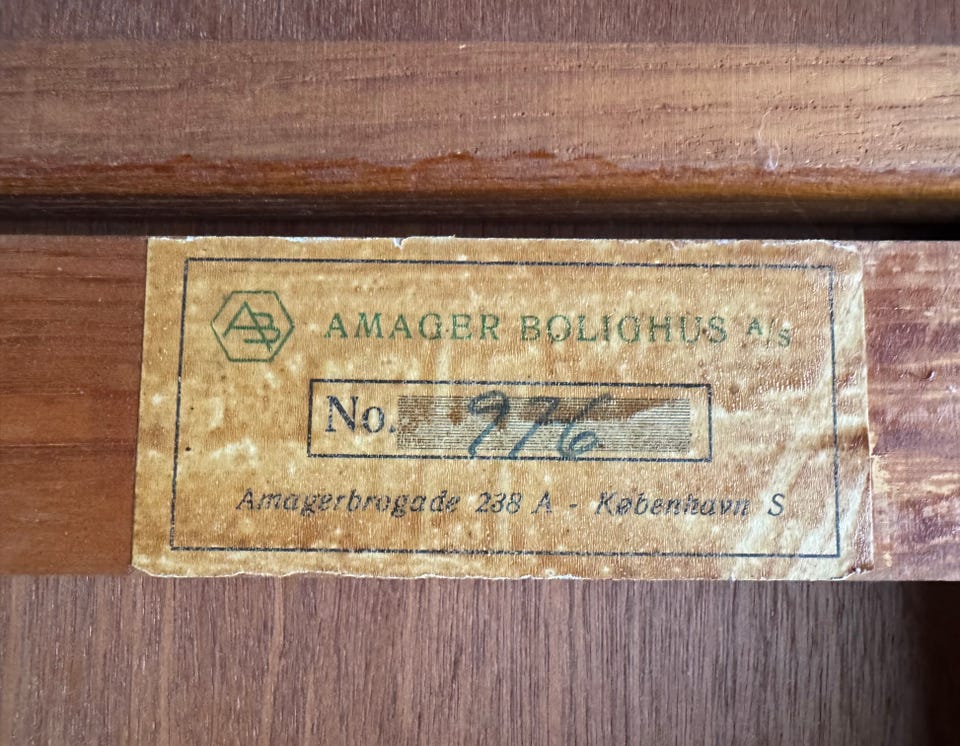 AB AMAGER BOLIGHUS A/S
No. 976
Amagerbrogade 238 A - København S